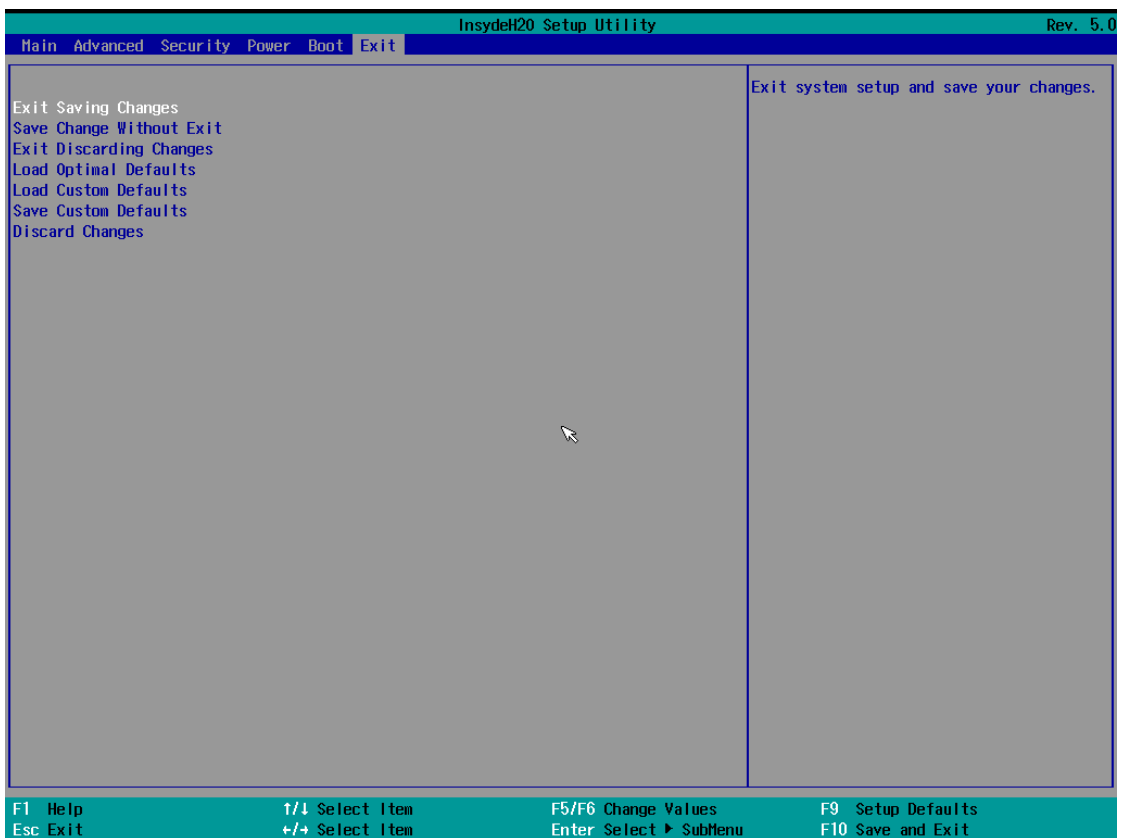 InsydeH20 Setup Utility Rev. 5.0
Main Advanced Security Power Boot Exit
Exit system setup and save your changes.
Exit Saving Changes
Save Change Without Exit
Exit Discarding Changes
Load Optimal Defaults
Load Custom Defaults
Save Custom Defaults
Discard Changes
F1 Help ↑/↓ Select Item F5/F6 Change Values F9 Setup Defaults
Esc Exit ←/→ Select Item Enter Select ▶ SubMenu F10 Save and Exit